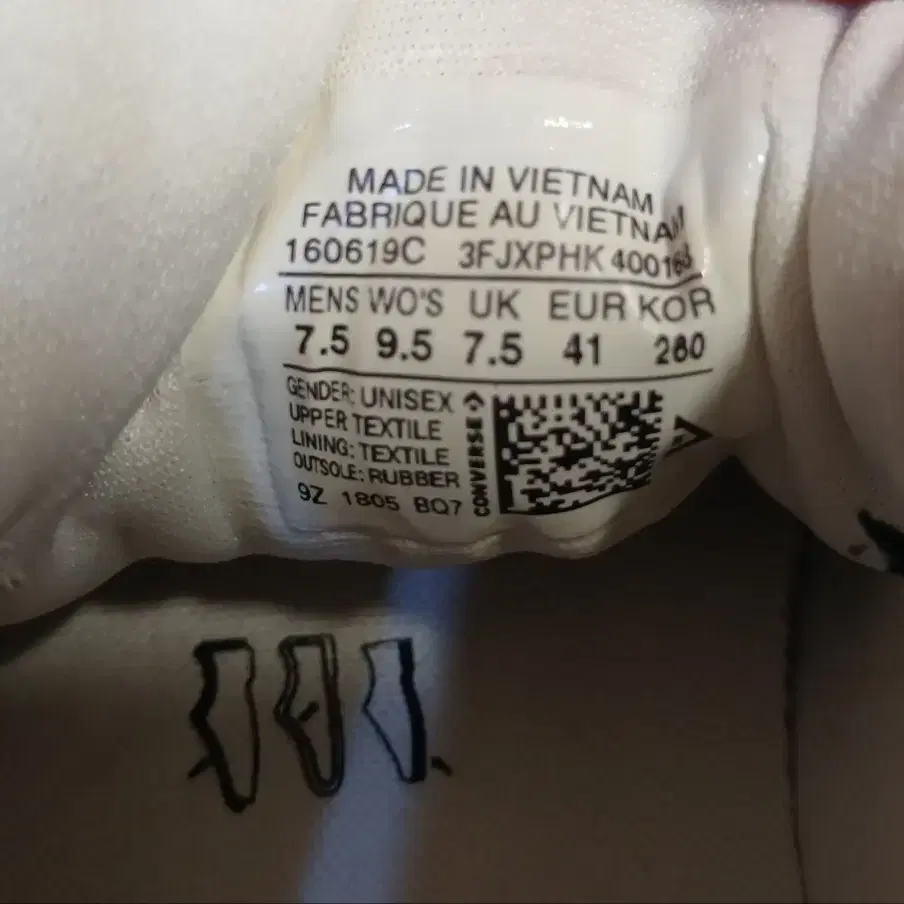 MADE IN VIETNAM
FABRIQUE AU VIETNAM
160619C 3FJXPHK
MENS WO'S UK EUR KOR
7.5 9.5 7.5 41 260
GENDER: UNISEX
UPPER TEXTILE
LINING: TEXTILE
OUTSOLE: RUBBER
9Z 1805 BQ7
CONVERSE